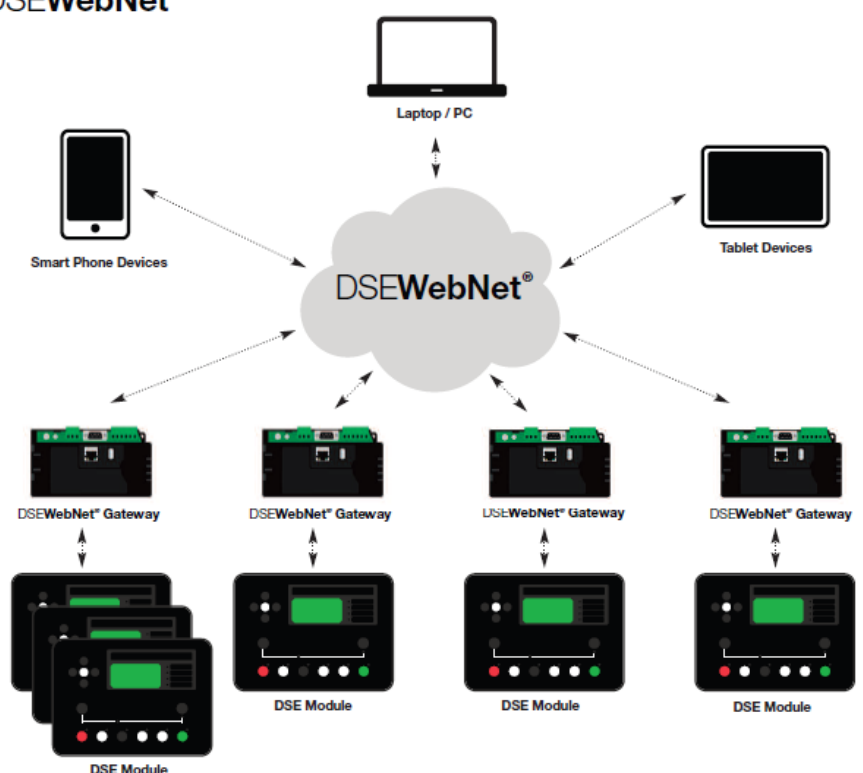 DSEWebNet
Laptop / PC
Smart Phone Devices
Tablet Devices
DSEWebNet®
DSEWebNet® Gateway
DSEWebNet® Gateway
DSEWebNet® Gateway
DSEWebNet® Gateway
DSE Module
DSE Module
DSE Module
DSE Module